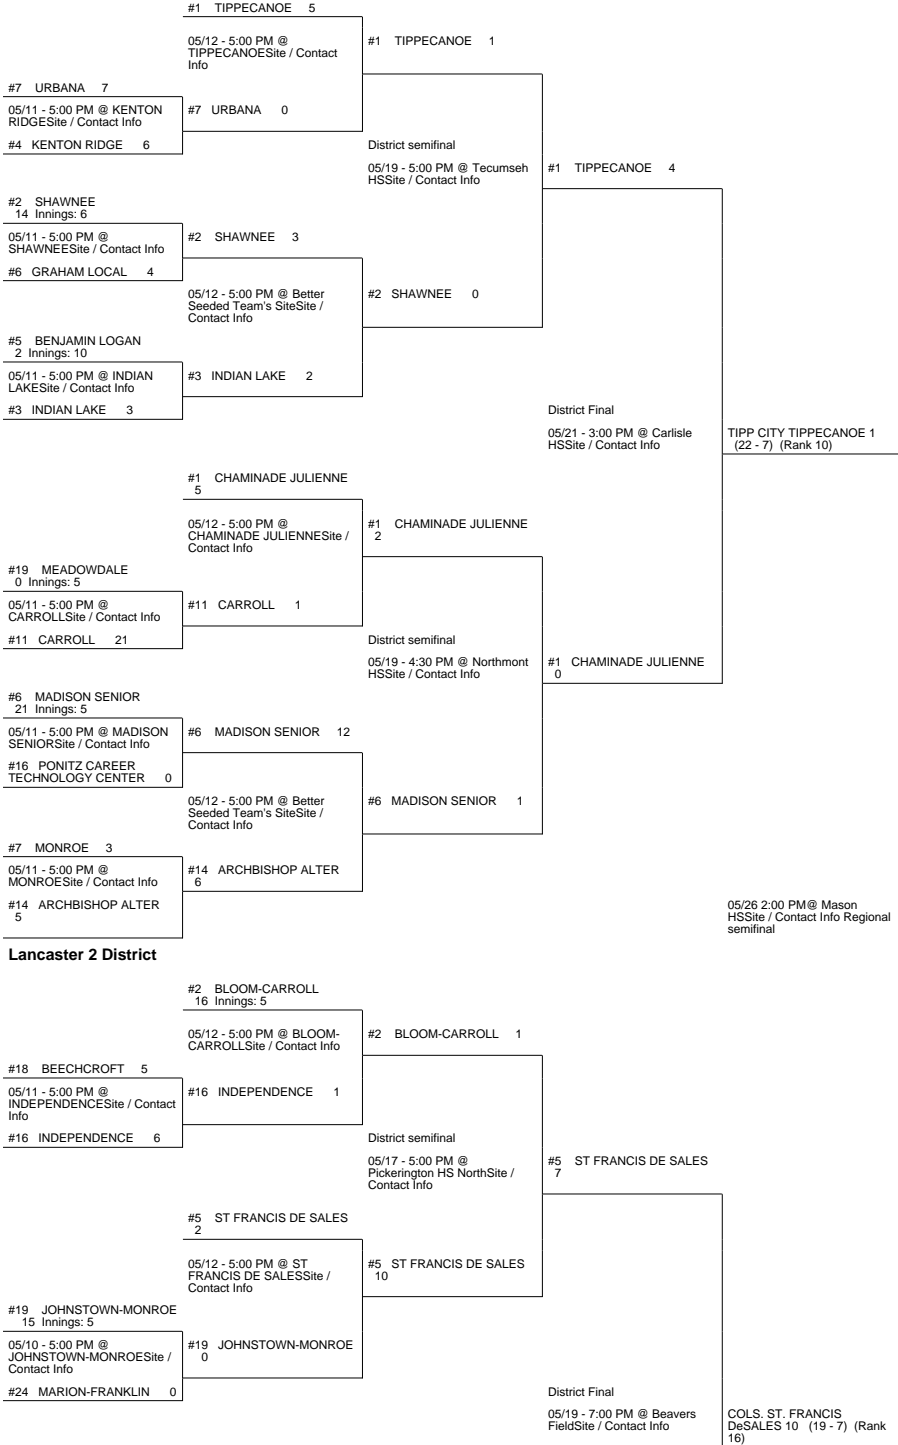 #1 TIPPECANOE 5
05/12 - 5:00 PM @
TIPPECANOESite / Contact
Info
#1 TIPPECANOE 1
#7 URBANA 7
05/11 - 5:00 PM @ KENTON
RIDGESite / Contact Info
#7 URBANA 0
#4 KENTON RIDGE 6
District semifinal
05/19 - 5:00 PM @ Tecumseh
HSSite / Contact Info
#1 TIPPECANOE 4
#2 SHAWNEE
14 Innings: 6
05/11 - 5:00 PM @
SHAWNEESite / Contact Info
#2 SHAWNEE 3
#6 GRAHAM LOCAL 4
05/12 - 5:00 PM @ Better
Seeded Team's SiteSite /
Contact Info
#2 SHAWNEE 0
#5 BENJAMIN LOGAN
2 Innings: 10
05/11 - 5:00 PM @ INDIAN
LAKESite / Contact Info
#3 INDIAN LAKE 2
#3 INDIAN LAKE 3
District Final
05/21 - 3:00 PM @ Carlisle
HSSite / Contact Info
TIPP CITY TIPPECANOE 1
(22 - 7) (Rank 10)
#1 CHAMINADE JULIENNE
5
05/12 - 5:00 PM @
CHAMINADE JULIENNESite /
Contact Info
#1 CHAMINADE JULIENNE
2
#19 MEADOWDALE
0 Innings: 5
05/11 - 5:00 PM @
CARROLLSite / Contact Info
#11 CARROLL 1
#11 CARROLL 21
District semifinal
05/19 - 4:30 PM @ Northmont
HSSite / Contact Info
#1 CHAMINADE JULIENNE
0
#6 MADISON SENIOR
21 Innings: 5
05/11 - 5:00 PM @ MADISON
SENIORSite / Contact Info
#6 MADISON SENIOR 12
#16 PONITZ CAREER
TECHNOLOGY CENTER 0
05/12 - 5:00 PM @ Better
Seeded Team's SiteSite /
Contact Info
#6 MADISON SENIOR 1
#7 MONROE 3
05/11 - 5:00 PM @
MONROESite / Contact Info
#14 ARCHBISHOP ALTER
6
#14 ARCHBISHOP ALTER
5
05/26 2:00 PM@ Mason
HSSite / Contact Info Regional
semifinal
Lancaster 2 District
#2 BLOOM-CARROLL
16 Innings: 5
05/12 - 5:00 PM @ BLOOM-
CARROLLSite / Contact Info
#2 BLOOM-CARROLL 1
#18 BEECHCROFT 5
05/11 - 5:00 PM @
INDEPENDENCESite / Contact
Info
#16 INDEPENDENCE 1
#16 INDEPENDENCE 6
District semifinal
05/17 - 5:00 PM @
Pickerington HS NorthSite /
Contact Info
#5 ST FRANCIS DE SALES
7
#5 ST FRANCIS DE SALES
2
05/12 - 5:00 PM @ ST
FRANCIS DE SALESSite /
Contact Info
#5 ST FRANCIS DE SALES
10
#19 JOHNSTOWN-MONROE
15 Innings: 5
05/10 - 5:00 PM @
JOHNSTOWN-MONROESite /
Contact Info
#19 JOHNSTOWN-MONROE
0
#24 MARION-FRANKLIN 0
District Final
05/19 - 7:00 PM @ Beavers
FieldSite / Contact Info
COLS. ST. FRANCIS
DeSALES 10 (19 - 7) (Rank
16)